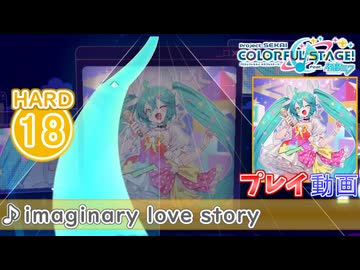 Project SEKAI
COLORFUL STAGE!
feat.初音ミク
HARD
18
プレイ動画
♪imaginary love story